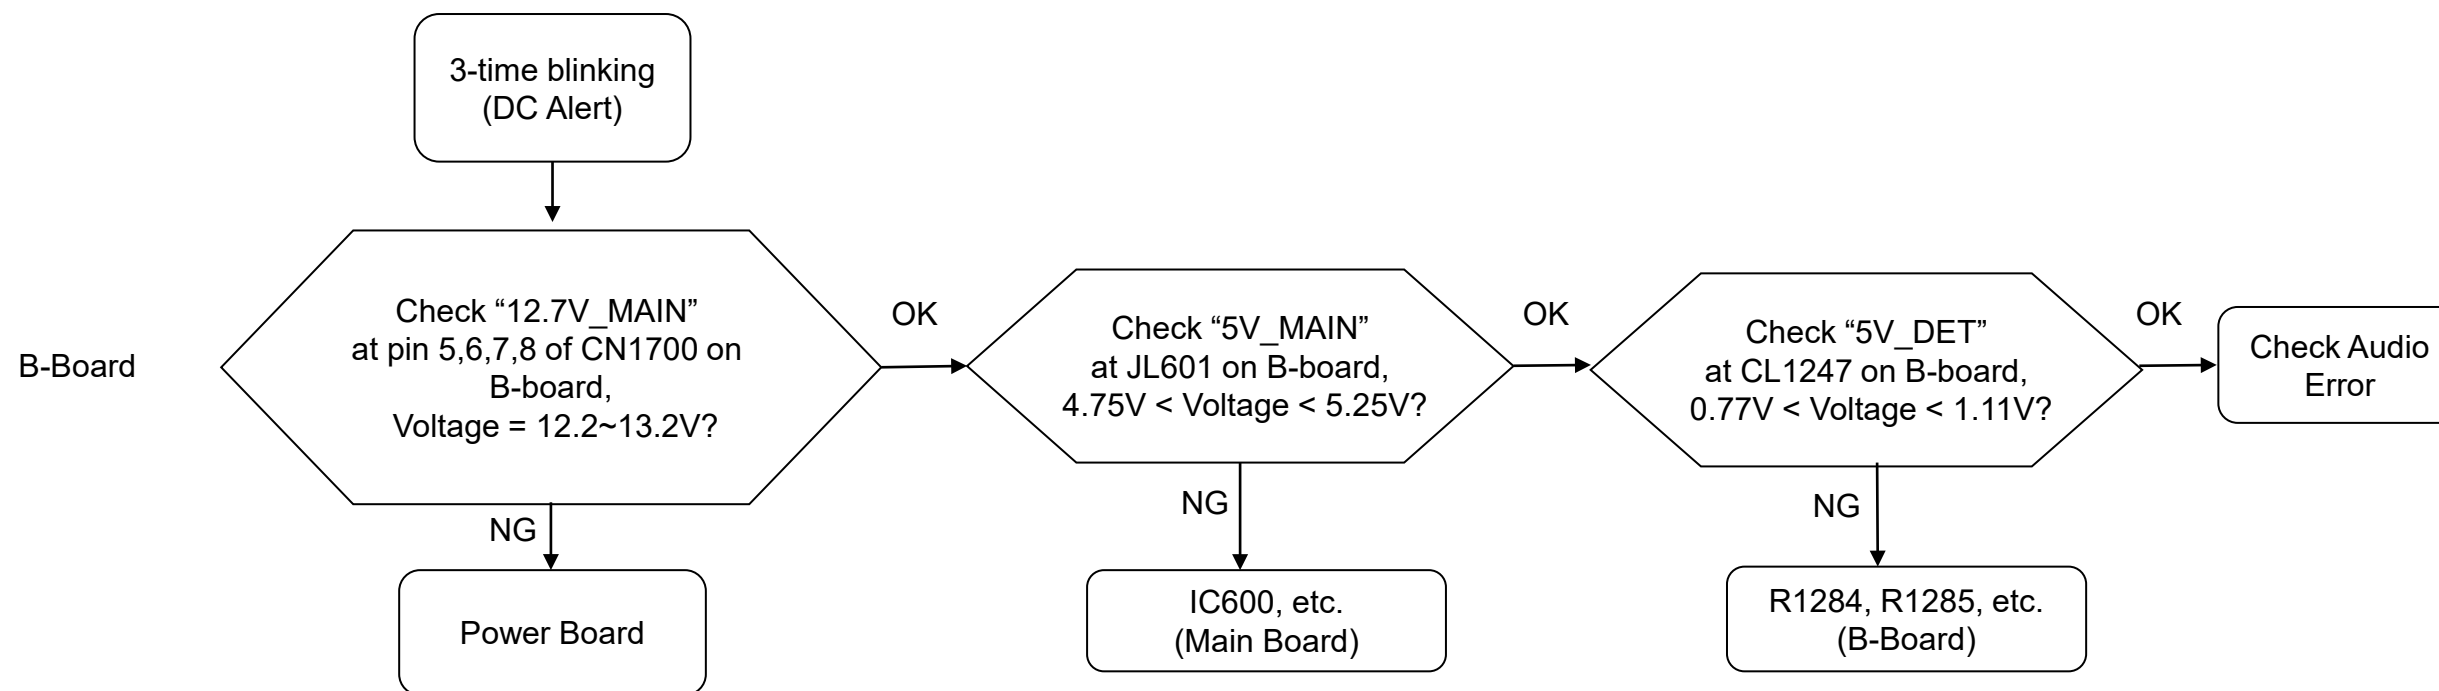 3-time blinking
(DC Alert)
B-Board
Check “12.7V_MAIN”
at pin 5,6,7,8 of CN1700 on
B-board,
Voltage = 12.2~13.2V?
OK
Check “5V_MAIN”
at JL601 on B-board,
4.75V < Voltage < 5.25V?
OK
Check “5V_DET”
at CL1247 on B-board,
0.77V < Voltage < 1.11V?
OK
Check Audio
Error
NG
Power Board
NG
IC600, etc.
(Main Board)
NG
R1284, R1285, etc.
(B-Board)